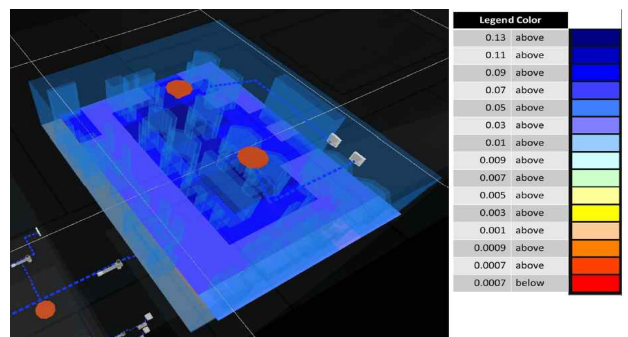 Legend Color
0.13 above
0.11 above
0.09 above
0.07 above
0.05 above
0.03 above
0.01 above
0.009 above
0.007 above
0.005 above
0.003 above
0.001 above
0.0009 above
0.0007 above
0.0007 below